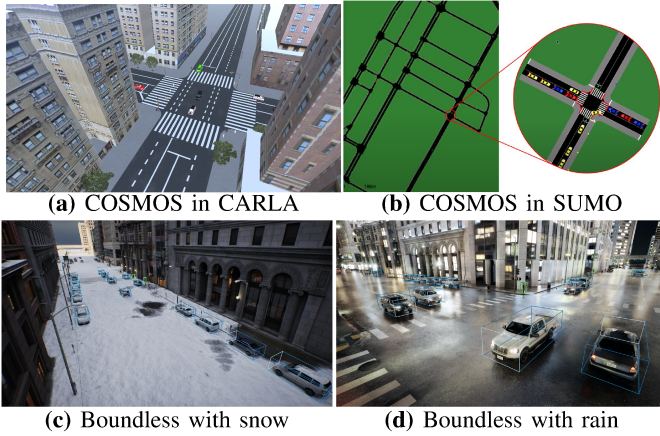 (a) COSMOS in CARLA
(b) COSMOS in SUMO
(c) Boundless with snow
(d) Boundless with rain